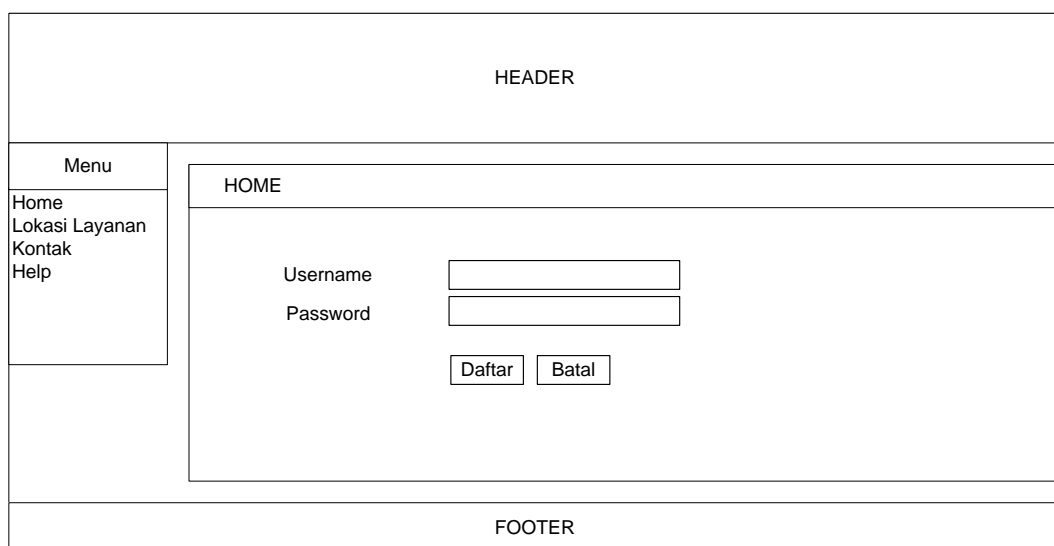 HEADER
Menu
Home
Lokasi Layanan
Kontak
Help
HOME
Username
Password
Daftar
Batal
FOOTER